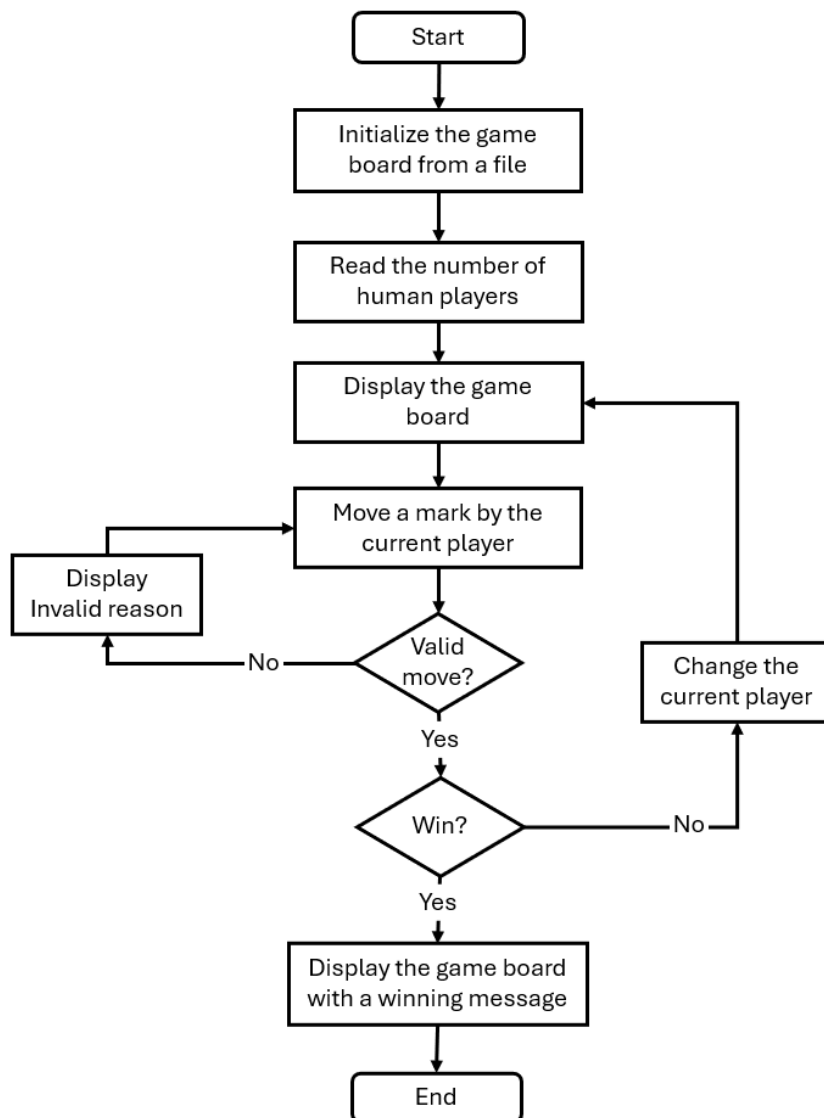 Start
Initialize the game
board from a file
Read the number of
human players
Display the game
board
Move a mark by the
current player
Display
Invalid reason
Valid
move?
No
Change the
current player
Yes
Win?
No
Yes
Display the game board
with a winning message
End